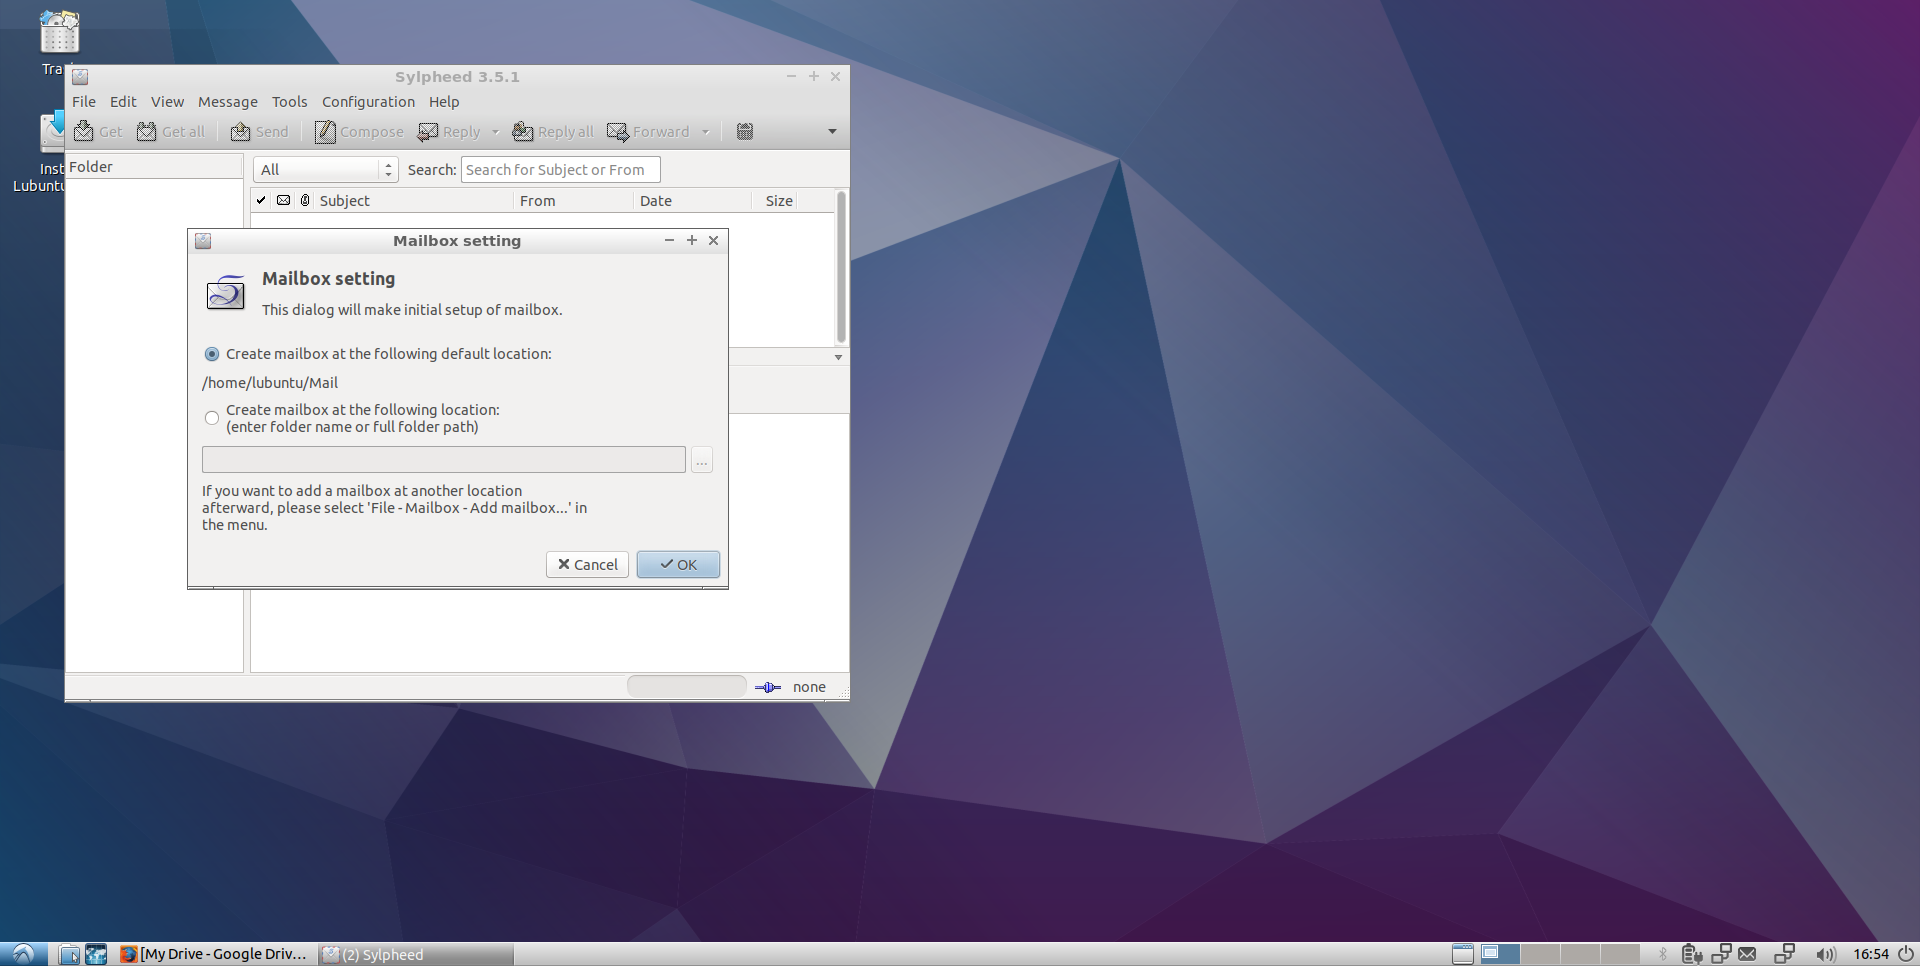 Tra
Inst
Lubuntu
Sylpheed 3.5.1
File Edit View Message Tools Configuration Help
Get Get all Send Compose Reply Reply all Forward
Folder
All Search: Search for Subject or From
Subject From Date Size
Mailbox setting
Mailbox setting
This dialog will make initial setup of mailbox.
Create mailbox at the following default location:
/home/lubuntu/Mail
Create mailbox at the following location:
(enter folder name or full folder path)
...
If you want to add a mailbox at another location
afterward, please select 'File - Mailbox - Add mailbox...' in
the menu.
Cancel OK
none
[My Drive - Google Driv... (2) Sylpheed 16:54